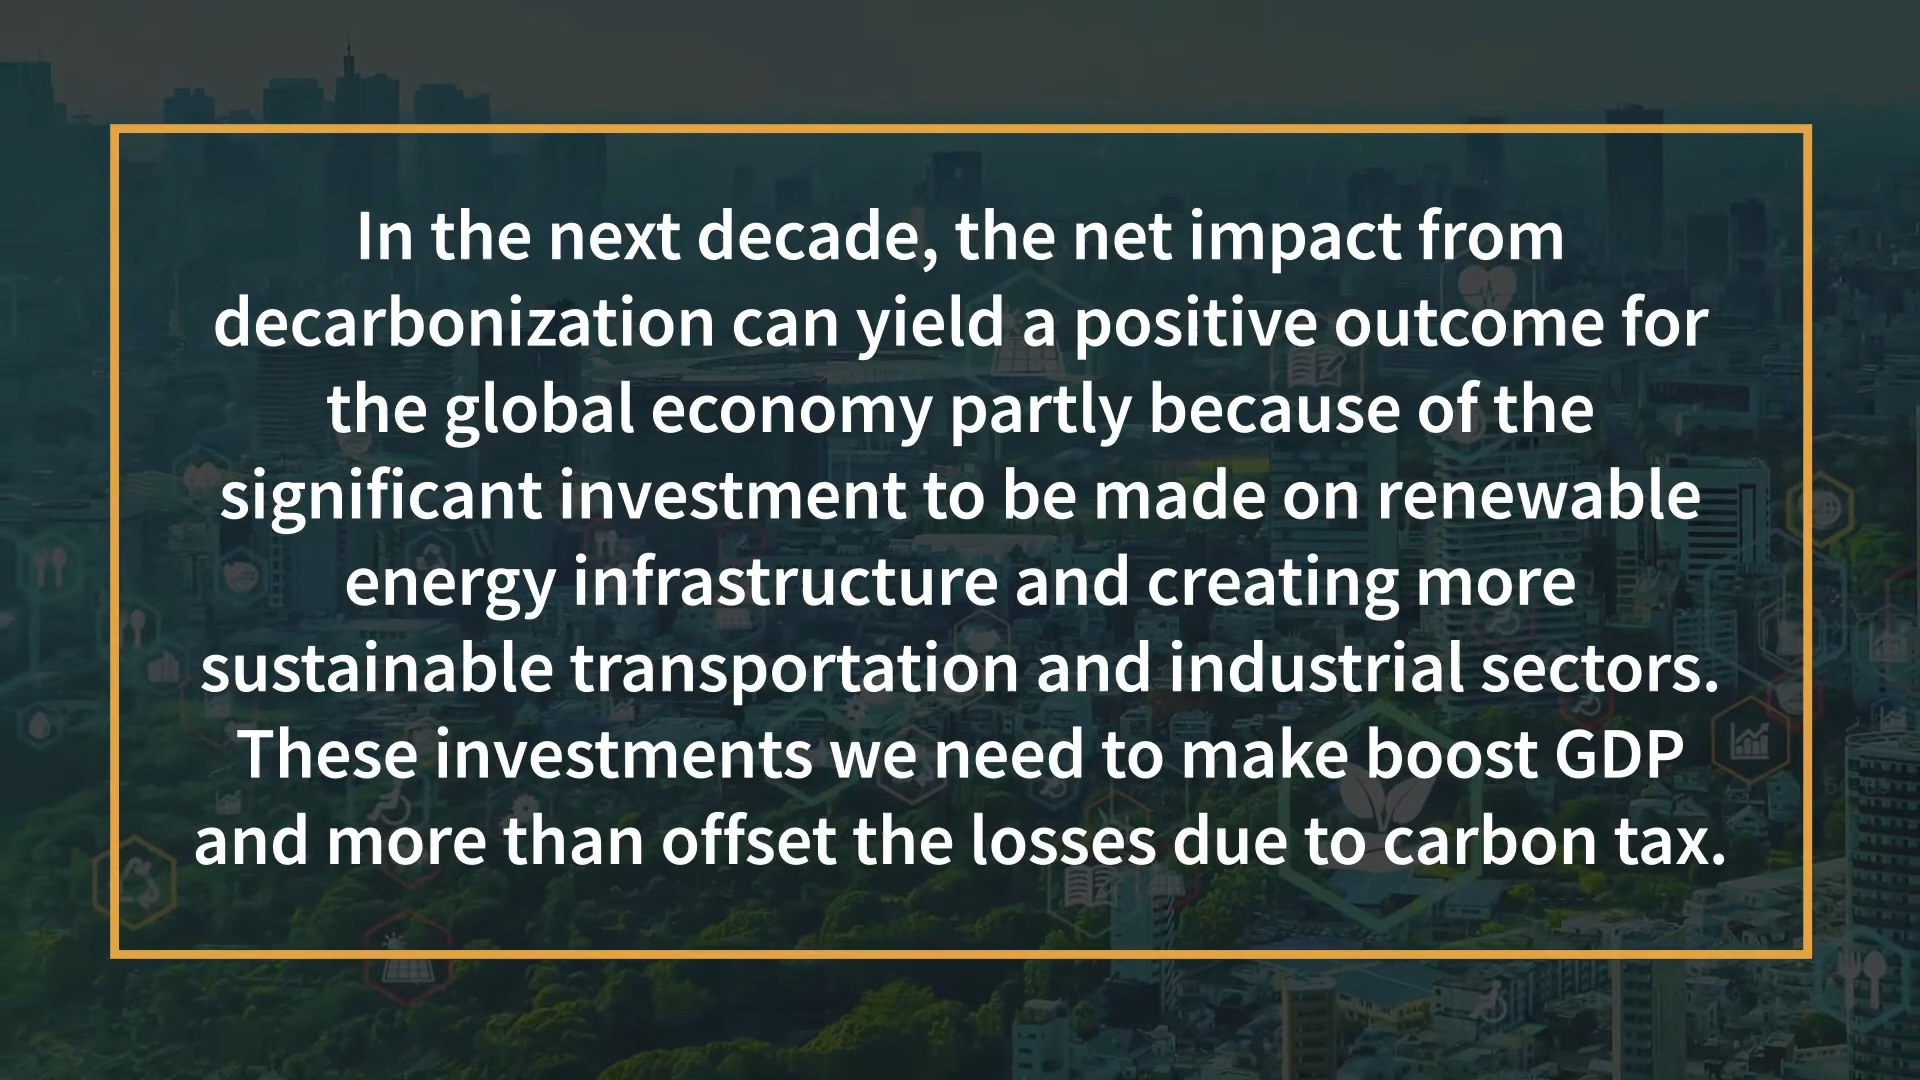 In the next decade, the net impact from
decarbonization can yield a positive outcome for
the global economy partly because of the
significant investment to be made on renewable
energy infrastructure and creating more
sustainable transportation and industrial sectors.
These investments we need to make boost GDP
and more than offset the losses due to carbon tax.